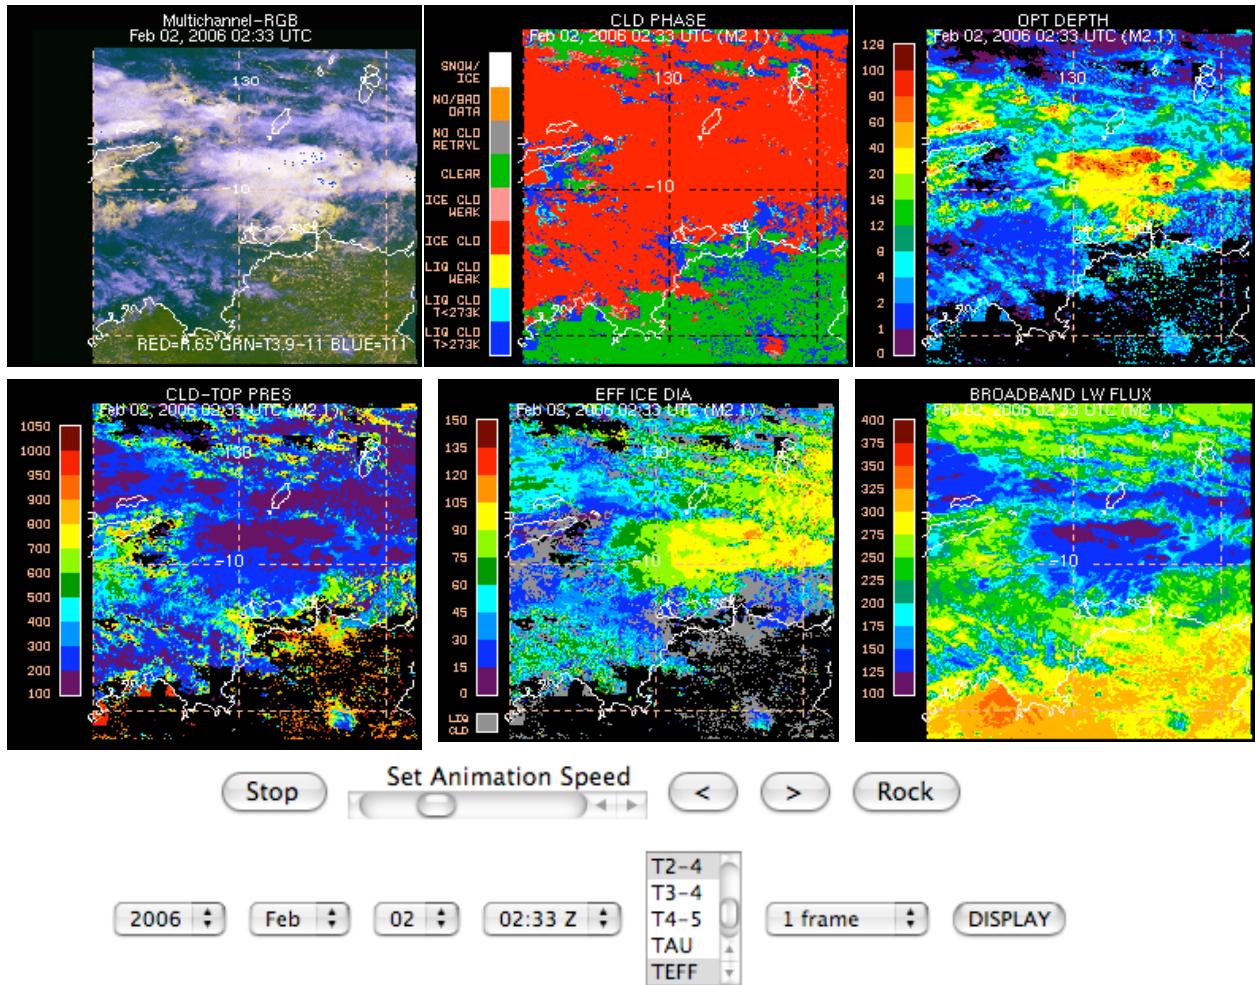 Multichannel-RGB
Feb 02, 2006 02:33 UTC
130
-10
RED=R.65 GRN=T3.9-11 BLUE=T11
CLD PHASE
Feb 02, 2006 02:33 UTC (M2.1)
SNOW/
ICE
NO/BAD
DATA
NO CLD
RETRVL
CLEAR
ICE CLD
WEAK
ICE CLD
LIQ CLD
WEAK
LIQ CLD
T<273K
LIQ CLD
T>273K
130
-10
OPT DEPTH
Feb 02, 2006 02:33 UTC (M2.1)
128
100
80
60
40
20
16
12
8
4
2
1
0
130
-10
CLD-TOP PRES
Feb 02, 2006 02:33 UTC (M2.1)
1050
1000
950
900
800
700
600
500
400
300
200
100
130
-10
EFF ICE DIA
Feb 02, 2006 02:33 UTC (M2.1)
150
135
120
105
90
75
60
45
30
15
0
LIQ
CLD
130
-10
BROADBAND LW FLUX
Feb 02, 2006 02:33 UTC (M2.1)
400
375
350
325
300
275
250
225
200
175
150
125
100
130
-10
Stop
Set Animation Speed
<
>
Rock
2006
Feb
02
02:33 Z
T2-4
T3-4
T4-5
TAU
TEFF
1 frame
DISPLAY